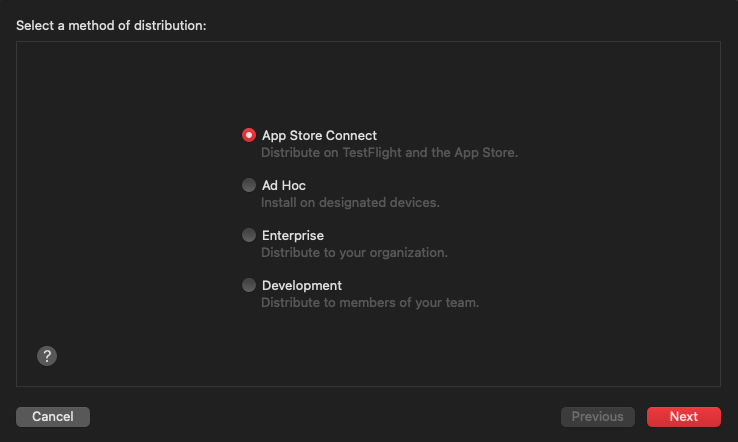 Select a method of distribution:
App Store Connect
Distribute on TestFlight and the App Store.
Ad Hoc
Install on designated devices.
Enterprise
Distribute to your organization.
Development
Distribute to members of your team.
?
Cancel
Previous
Next